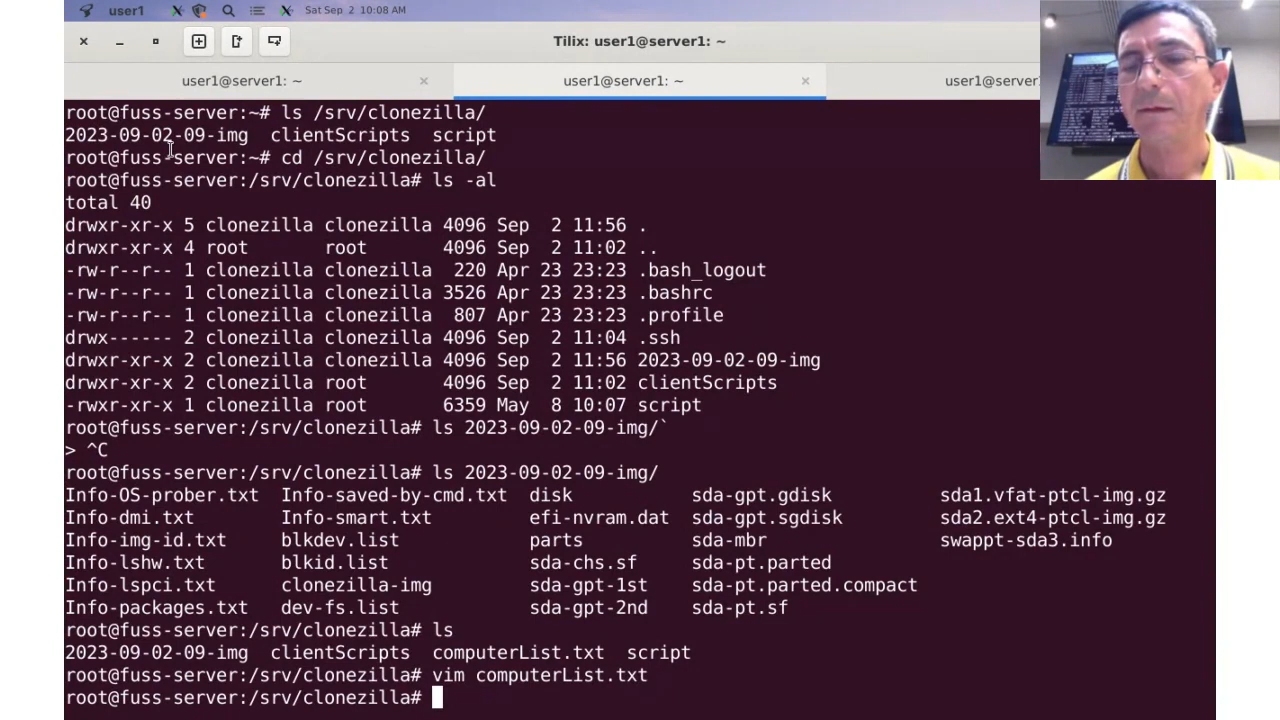 user1 Sat Sep 2 10:08 AM
Tilix: user1@server1: ~
user1@server1: ~ × user1@server1: ~ × user1@server1:
root@fuss-server:~# ls /srv/clonezilla/
2023-09-02-09-img clientScripts script
root@fuss-server:~# cd /srv/clonezilla/
root@fuss-server:/srv/clonezilla# ls -al
total 40
drwxr-xr-x 5 clonezilla clonezilla 4096 Sep 2 11:56 .
drwxr-xr-x 4 root root 4096 Sep 2 11:02 ..
-rw-r--r-- 1 clonezilla clonezilla 220 Apr 23 23:23 .bash_logout
-rw-r--r-- 1 clonezilla clonezilla 3526 Apr 23 23:23 .bashrc
-rw-r--r-- 1 clonezilla clonezilla 807 Apr 23 23:23 .profile
drwx------ 2 clonezilla clonezilla 4096 Sep 2 11:04 .ssh
drwxr-xr-x 2 clonezilla clonezilla 4096 Sep 2 11:56 2023-09-02-09-img
drwxr-xr-x 2 clonezilla root 4096 Sep 2 11:02 clientScripts
-rwxr-xr-x 1 clonezilla root 6359 May 8 10:07 script
root@fuss-server:/srv/clonezilla# ls 2023-09-02-09-img/`
> ^C
root@fuss-server:/srv/clonezilla# ls 2023-09-02-09-img/
Info-OS-prober.txt Info-saved-by-cmd.txt disk sda-gpt.gdisk sda1.vfat-ptcl-img.gz
Info-dmi.txt Info-smart.txt efi-nvram.dat sda-gpt.sgdisk sda2.ext4-ptcl-img.gz
Info-img-id.txt blkdev.list parts sda-mbr swappt-sda3.info
Info-lshw.txt blkid.list sda-chs.sf sda-pt.parted
Info-lspci.txt clonezilla-img sda-gpt-1st sda-pt.parted.compact
Info-packages.txt dev-fs.list sda-gpt-2nd sda-pt.sf
root@fuss-server:/srv/clonezilla# ls
2023-09-02-09-img clientScripts computerList.txt script
root@fuss-server:/srv/clonezilla# vim computerList.txt
root@fuss-server:/srv/clonezilla#